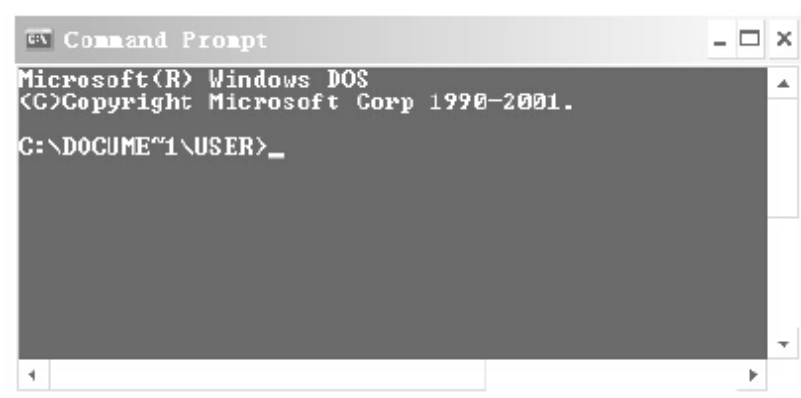 C:\ Command Prompt
Microsoft(R) Windows DOS
(C)Copyright Microsoft Corp 1990-2001.
C:\DOCUME~1\USER>_